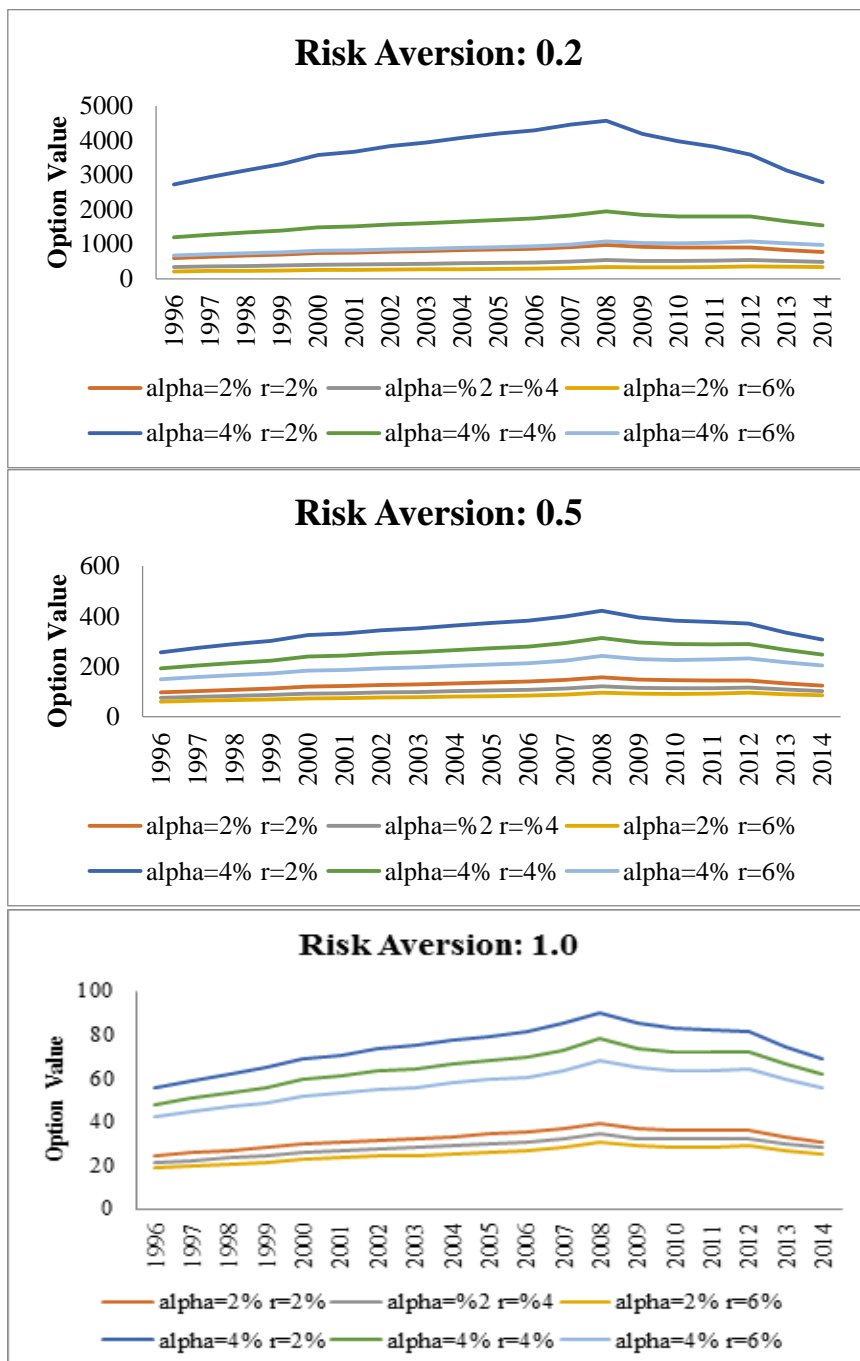 Risk Aversion: 0.2
Option Value
5000
4000
3000
2000
1000
0
1996 1997 1998 1999 2000 2001 2002 2003 2004 2005 2006 2007 2008 2009 2010 2011 2012 2013 2014
alpha=2% r=2% alpha=%2 r=%4 alpha=2% r=6%
alpha=4% r=2% alpha=4% r=4% alpha=4% r=6%
Risk Aversion: 0.5
Option Value
600
400
200
0
1996 1997 1998 1999 2000 2001 2002 2003 2004 2005 2006 2007 2008 2009 2010 2011 2012 2013 2014
alpha=2% r=2% alpha=%2 r=%4 alpha=2% r=6%
alpha=4% r=2% alpha=4% r=4% alpha=4% r=6%
Risk Aversion: 1.0
Option Value
100
80
60
40
20
0
1996 1997 1998 1999 2000 2001 2002 2003 2004 2005 2006 2007 2008 2009 2010 2011 2012 2013 2014
alpha=2% r=2% alpha=%2 r=%4 alpha=2% r=6%
alpha=4% r=2% alpha=4% r=4% alpha=4% r=6%